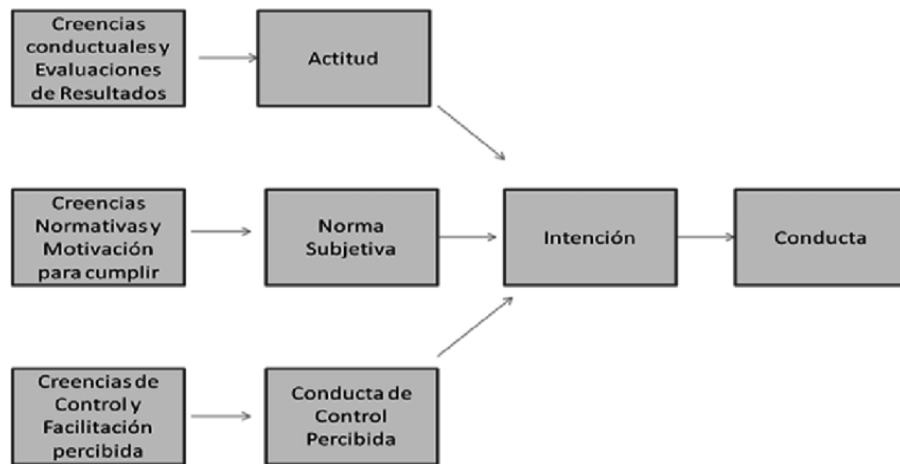 Creencias
conductuales y
Evaluaciones
de Resultados
Actitud
Creencias
Normativas y
Motivación
para cumplir
Norma
Subjetiva
Intención
Conducta
Creencias de
Control y
Facilitación
percibida
Conducta de
Control
Percibida